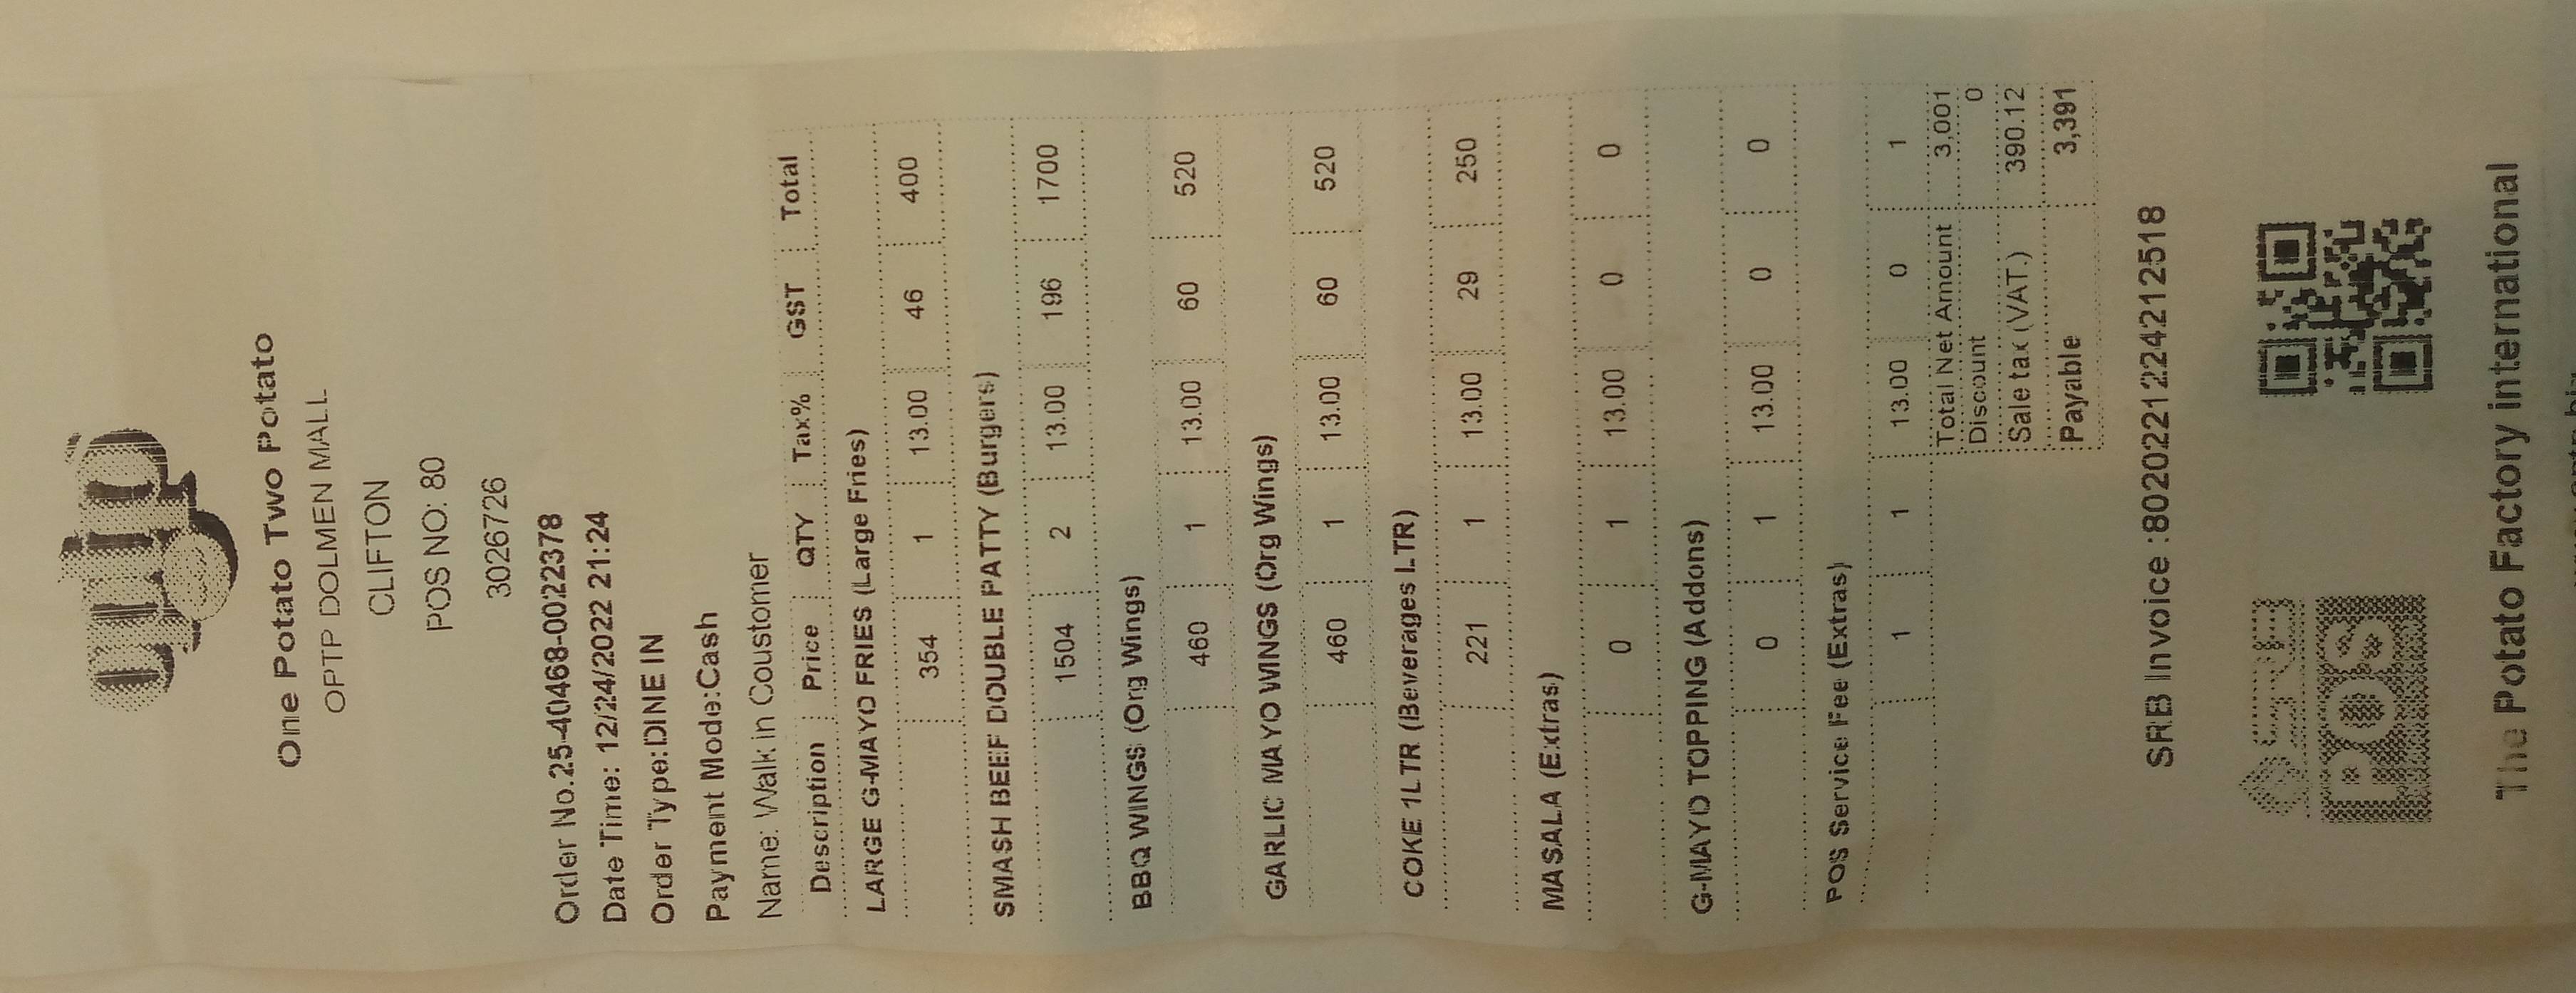 optp
One Potato Two Potato
OPTP DOLMEN MALL
CLIFTON
POS NO: 80
3026726
Order No.25-40468-0022378
Date Time: 12/24/2022 21:24
Order Type:DINE IN
Payment Mode:Cash
Name: Walk in Coustomer
Description Price QTY Tax% GST Total
LARGE G-MAYO FRIES (Large Fries)
354 1 13.00 46 400
SMASH BEEF DOUBLE PATTY (Burgers)
1504 2 13.00 196 1700
BBQ WINGS (Org Wings)
460 1 13.00 60 520
GARLIC MAYO WINGS (Org Wings)
460 1 13.00 60 520
COKE 1LTR (Beverages LTR)
221 1 13.00 29 250
MASALA (Extras)
0 1 13.00 0 0
G-MAYO TOPPING (Addons)
0 1 13.00 0 0
POS Service Fee (Extras)
1 1 13.00 0 1
Total Net Amount 3,001
Discount 0
Sale tax (VAT.) 390.12
Payable 3,391
SRB Invoice :8020221224212518
POS
The Potato Factory international